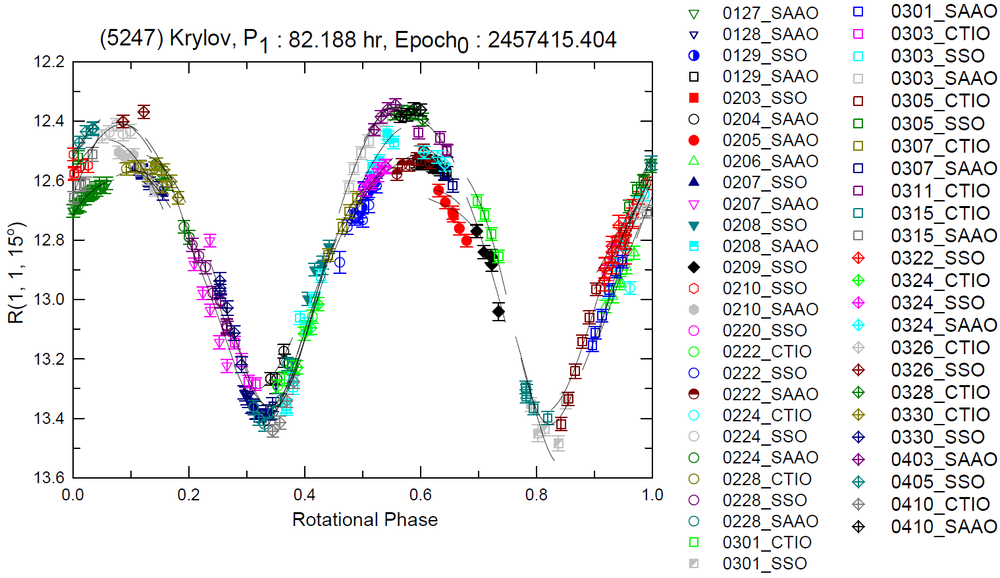 (5247) Krylov, P1 : 82.188 hr, Epoch0 : 2457415.404
R(1, 1, 15°)
12.2
12.4
12.6
12.8
13.0
13.2
13.4
13.6
0.0 0.2 0.4 0.6 0.8 1.0
Rotational Phase
0127_SAAO
0128_SAAO
0129_SSO
0129_SAAO
0203_SSO
0204_SAAO
0205_SAAO
0206_SAAO
0207_SSO
0207_SAAO
0208_SSO
0208_SAAO
0209_SSO
0210_SSO
0210_SAAO
0220_SSO
0222_CTIO
0222_SSO
0222_SAAO
0224_CTIO
0224_SSO
0224_SAAO
0228_CTIO
0228_SSO
0228_SAAO
0301_CTIO
0301_SSO
0301_SAAO
0303_CTIO
0303_SSO
0303_SAAO
0305_CTIO
0305_SSO
0307_CTIO
0307_SAAO
0311_CTIO
0315_CTIO
0315_SAAO
0322_SSO
0324_CTIO
0324_SSO
0324_SAAO
0326_CTIO
0326_SSO
0328_CTIO
0330_CTIO
0330_SSO
0403_SAAO
0405_SSO
0410_CTIO
0410_SAAO